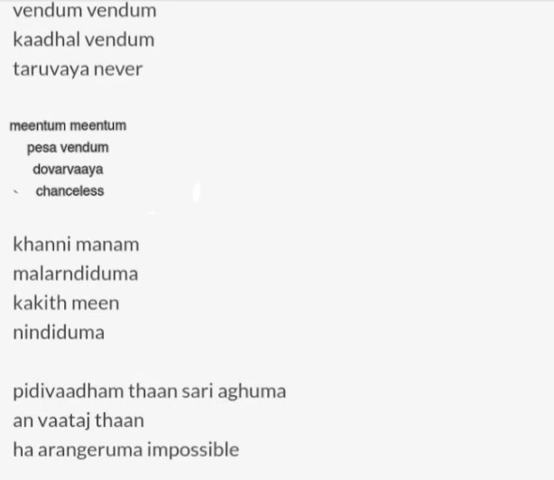 vendum vendum
kaadhal vendum
taruvaya never
meentum meentum
pesa vendum
dovarvaaya
chanceless
khanni manam
malarndiduma
kakith meen
nindiduma
pidivaadham thaan sari aghuma
an vaataj thaan
ha arangeruma impossible